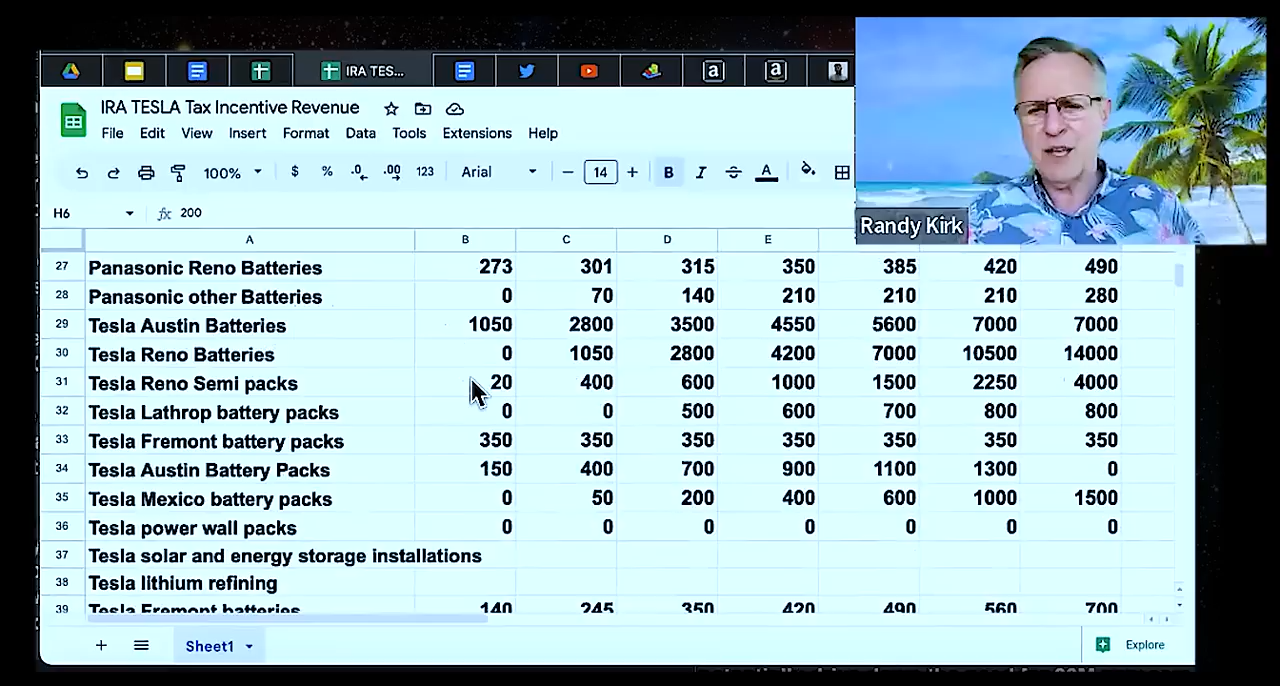 IRA TES...
a
a
IRA TESLA Tax Incentive Revenue
File Edit View Insert Format Data Tools Extensions Help
100% $ % .0 .00 123 Arial − 14 + B I S A
Randy Kirk
H6 fx 200
A B C D E
27 Panasonic Reno Batteries 273 301 315 350 385 420 490
28 Panasonic other Batteries 0 70 140 210 210 210 280
29 Tesla Austin Batteries 1050 2800 3500 4550 5600 7000 7000
30 Tesla Reno Batteries 0 1050 2800 4200 7000 10500 14000
31 Tesla Reno Semi packs 20 400 600 1000 1500 2250 4000
32 Tesla Lathrop battery packs 0 0 500 600 700 800 800
33 Tesla Fremont battery packs 350 350 350 350 350 350 350
34 Tesla Austin Battery Packs 150 400 700 900 1100 1300 0
35 Tesla Mexico battery packs 0 50 200 400 600 1000 1500
36 Tesla power wall packs 0 0 0 0 0 0 0
37 Tesla solar and energy storage installations
38 Tesla lithium refining
39 Tesla Fremont batteries 140 245 350 420 490 560 700
+ Sheet1 Explore